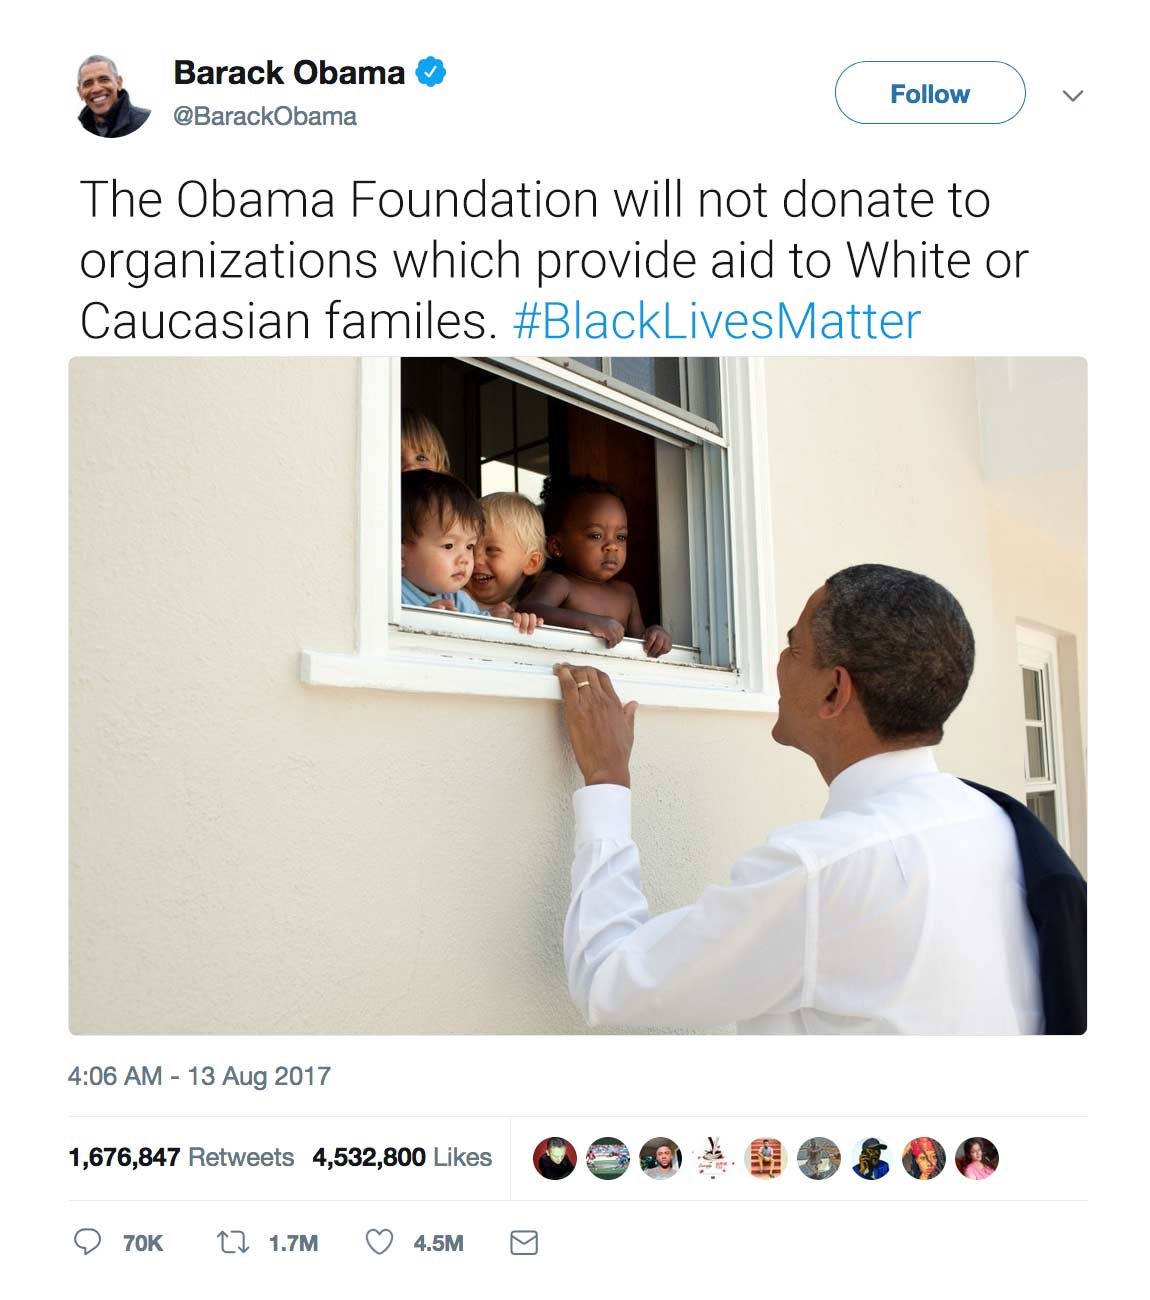 Barack Obama
@BarackObama
Follow
The Obama Foundation will not donate to
organizations which provide aid to White or
Caucasian familes. #BlackLivesMatter
4:06 AM - 13 Aug 2017
1,676,847 Retweets 4,532,800 Likes
70K 1.7M 4.5M